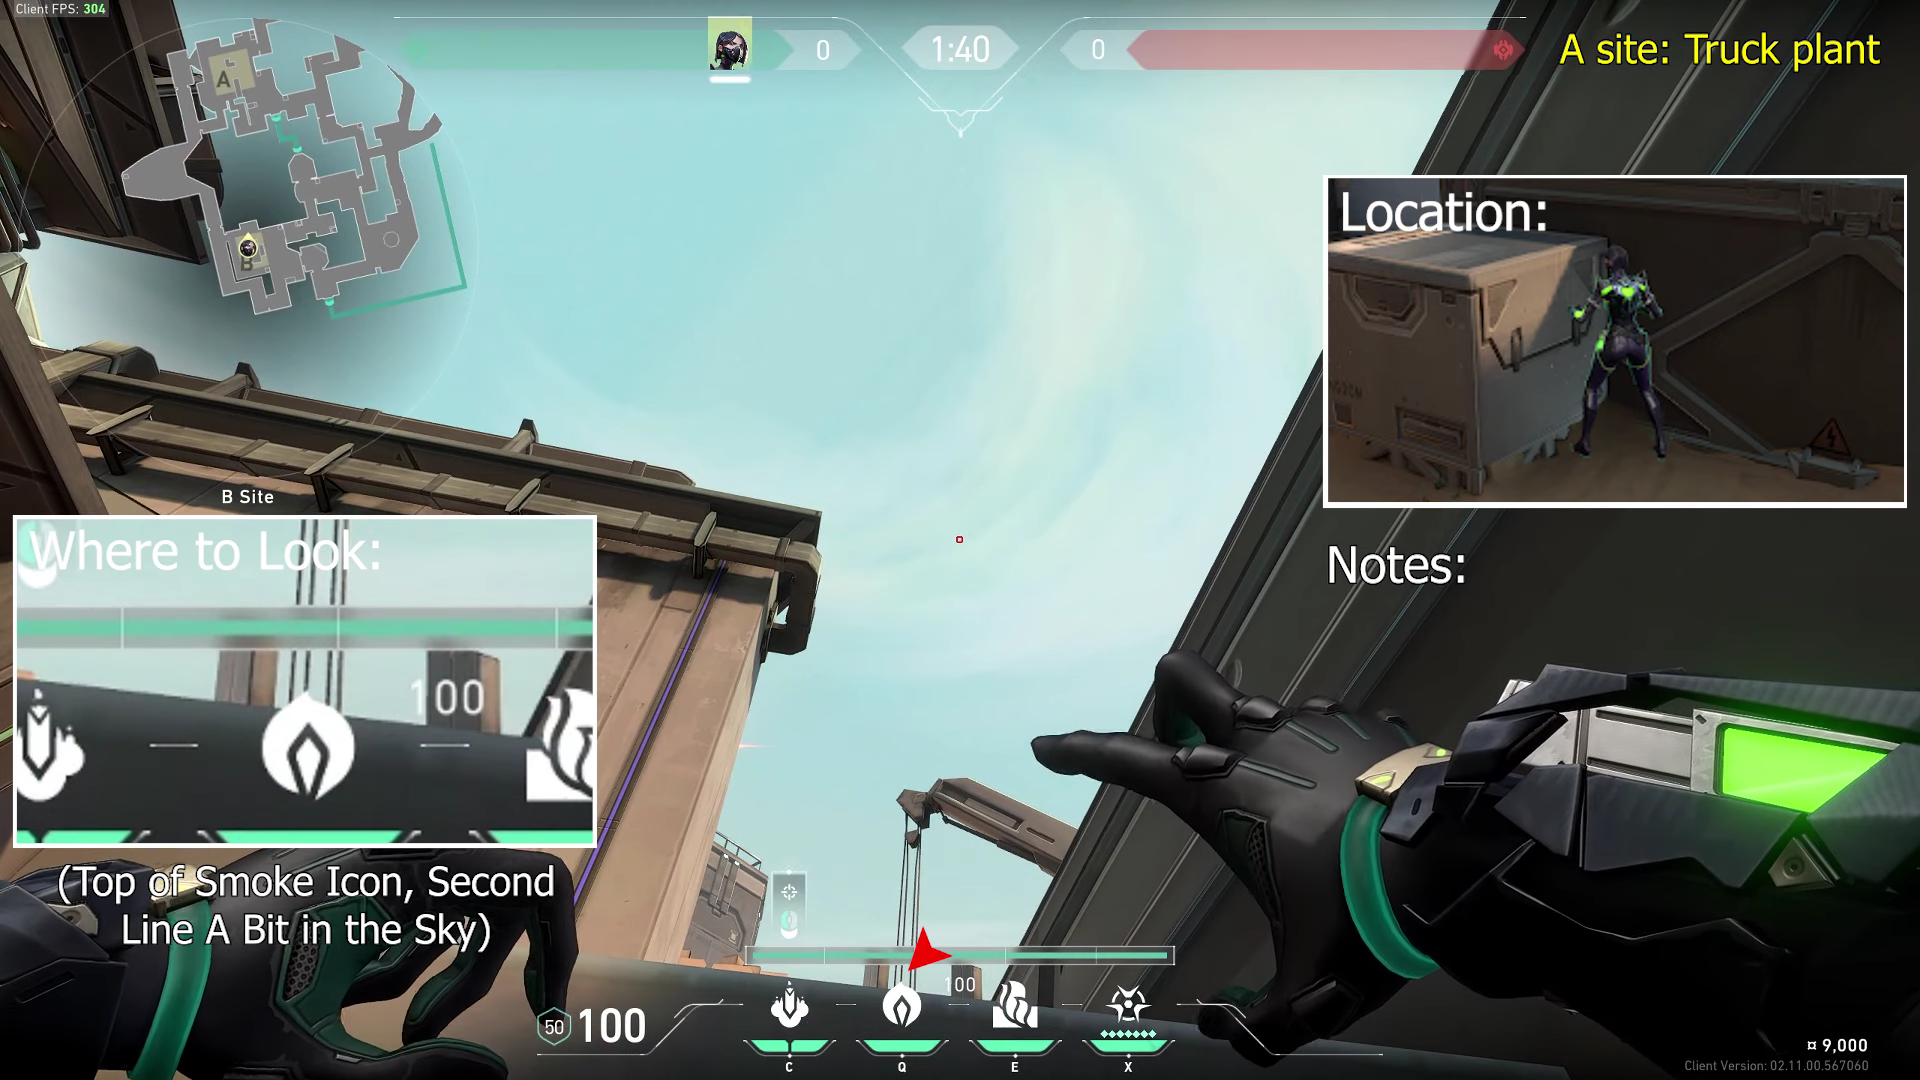 Client FPS: 304
0
1:40
0
A site: Truck plant
A
B
Location:
B Site
Where to Look:
100
Notes:
(Top of Smoke Icon, Second
Line A Bit in the Sky)
100
50
100
C
Q
E
X
¤ 9,000
Client Version: 02.11.00.567060